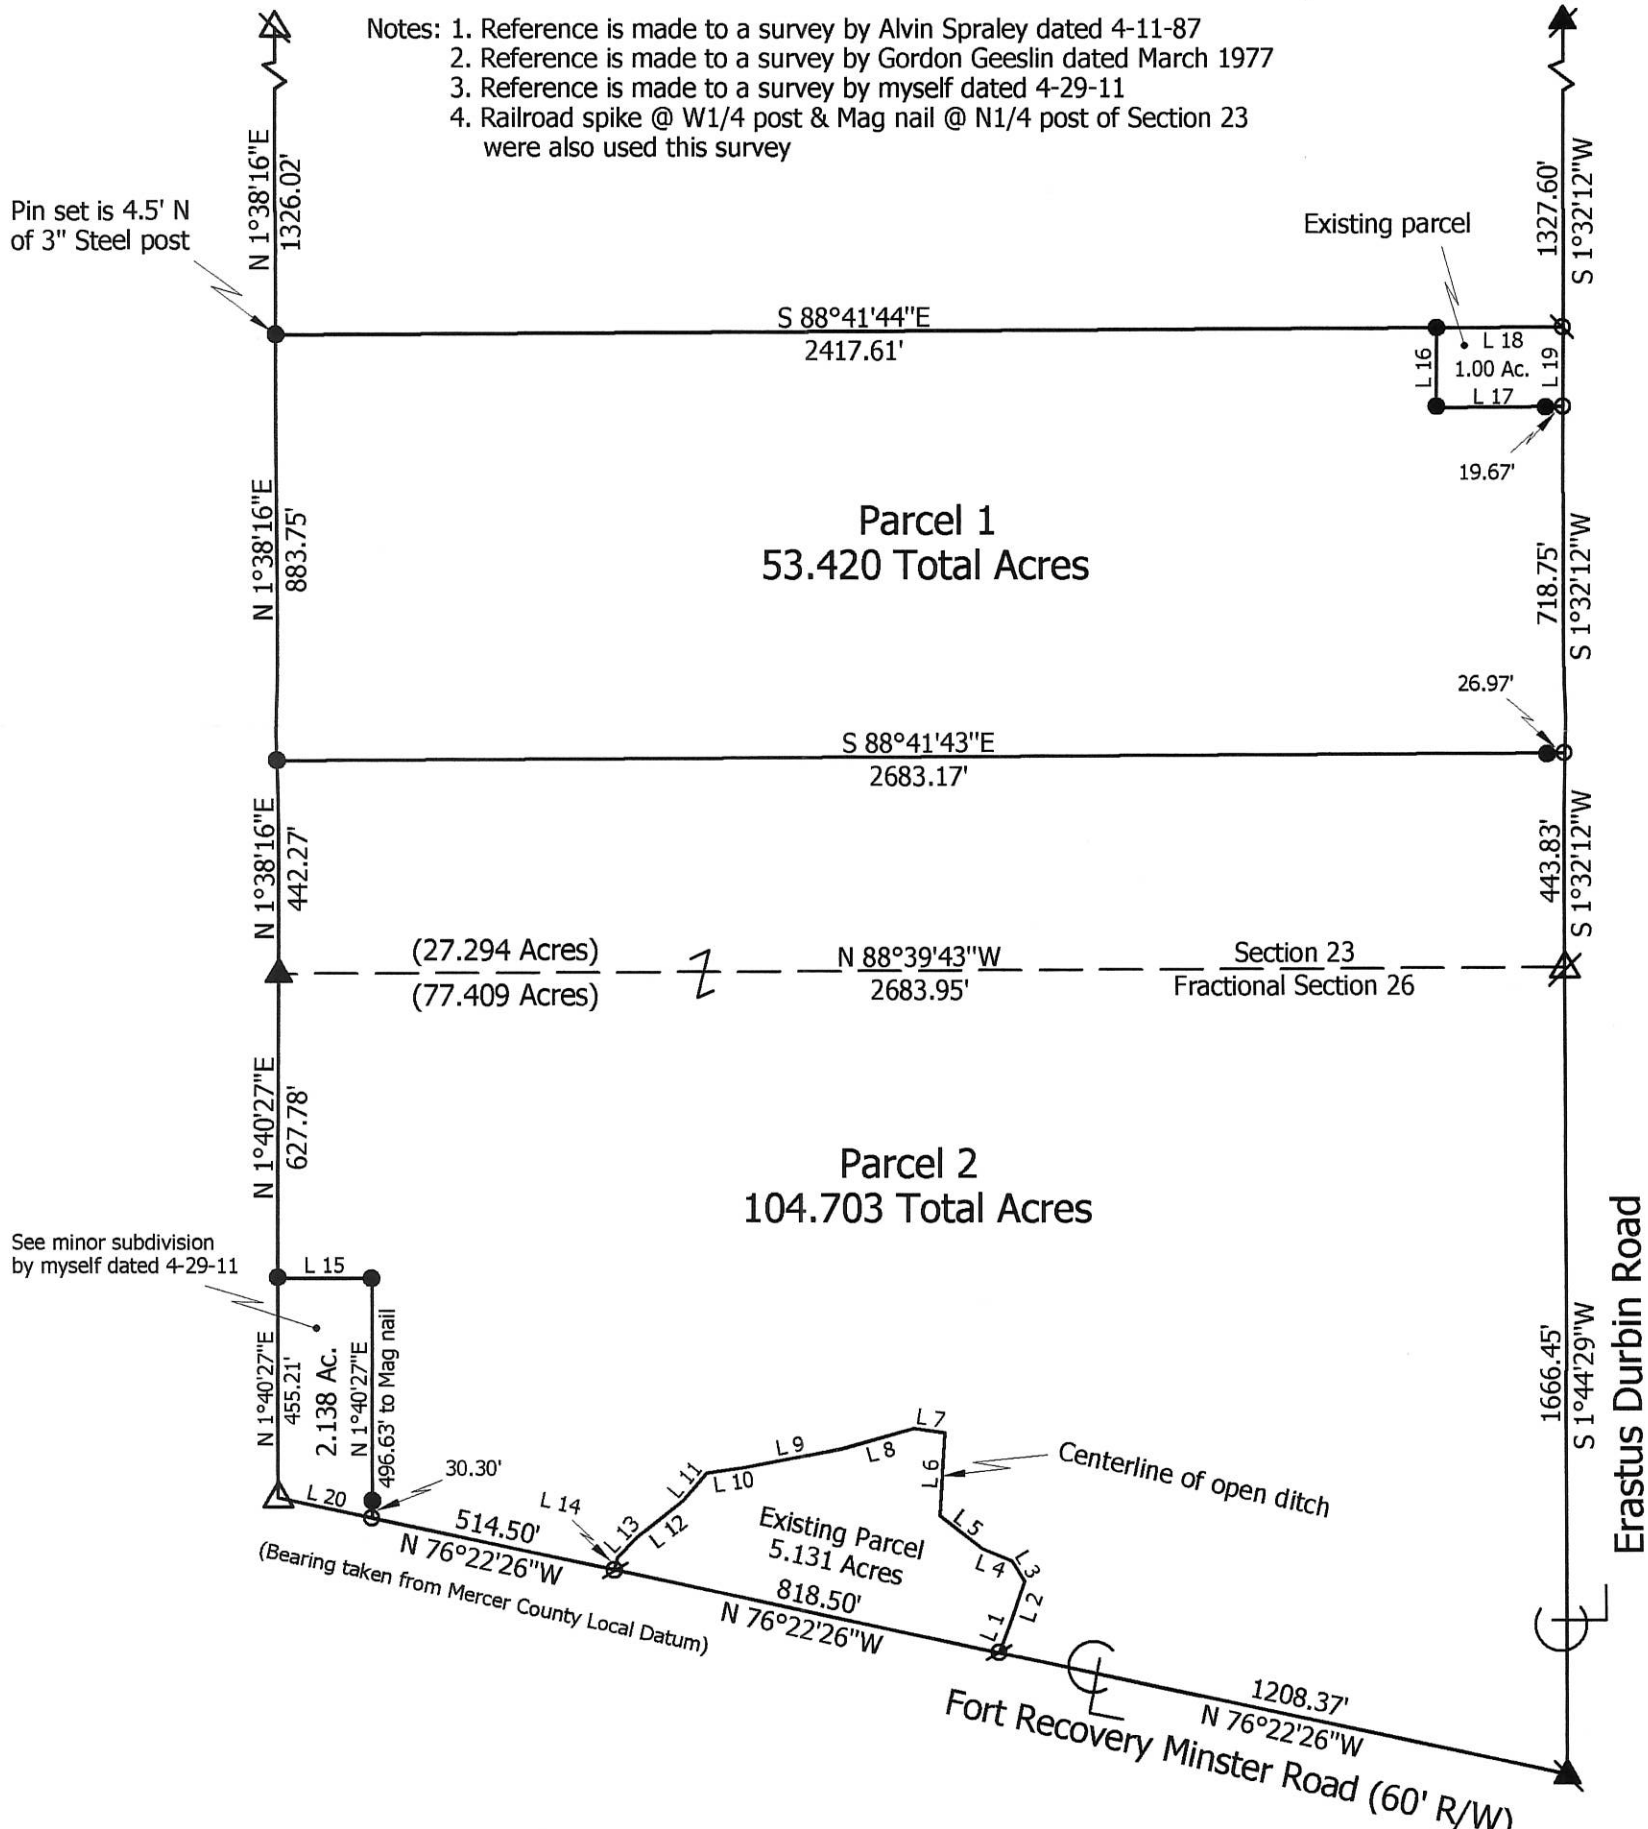 Notes: 1. Reference is made to a survey by Alvin Spraley dated 4-11-87
2. Reference is made to a survey by Gordon Geeslin dated March 1977
3. Reference is made to a survey by myself dated 4-29-11
4. Railroad spike @ W1/4 post & Mag nail @ N1/4 post of Section 23
were also used this survey
N 1°38'16"E
1326.02'
1327.60'
S 1°32'12"W
Pin set is 4.5' N
of 3" Steel post
Existing parcel
S 88°41'44"E
2417.61'
L 16
L 18
1.00 Ac.
L 17
L 19
19.67'
N 1°38'16"E
883.75'
Parcel 1
53.420 Total Acres
718.75'
S 1°32'12"W
26.97'
S 88°41'43"E
2683.17'
N 1°38'16"E
442.27'
443.83'
S 1°32'12"W
(27.294 Acres)
(77.409 Acres)
N 88°39'43"W
2683.95'
Section 23
Fractional Section 26
N 1°40'27"E
627.78'
Parcel 2
104.703 Total Acres
See minor subdivision
by myself dated 4-29-11
L 15
N 1°40'27"E
455.21'
2.138 Ac.
N 1°40'27"E
496.63' to Mag nail
L 20
30.30'
514.50'
N 76°22'26"W
(Bearing taken from Mercer County Local Datum)
L 14
L 13
L 12
L 11
L 10
L 9
L 8
L 7
L 6
L 5
L 4
L 3
L 2
L 1
Centerline of open ditch
Existing Parcel
5.131 Acres
818.50'
N 76°22'26"W
1666.45'
S 1°44'29"W
Erastus Durbin Road
1208.37'
N 76°22'26"W
Fort Recovery Minster Road (60' R/W)